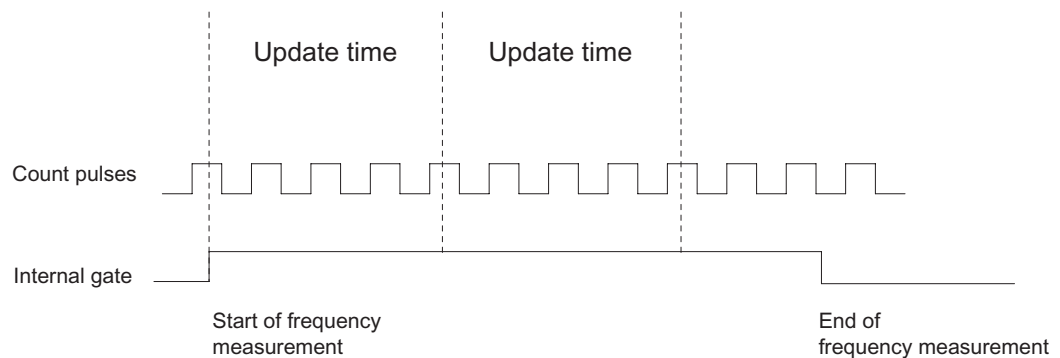 Update time
Update time
Count pulses
Internal gate
Start of frequency
measurement
End of
frequency measurement